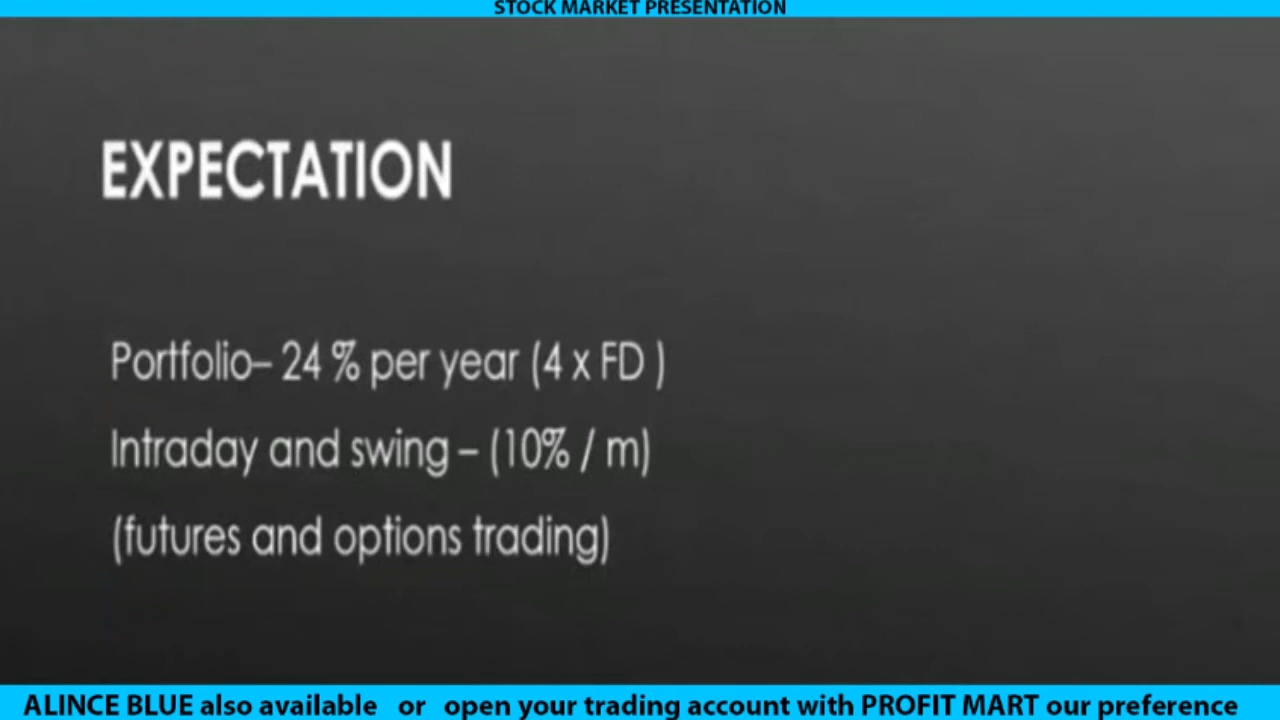 STOCK MARKET PRESENTATION
EXPECTATION
Portfolio– 24 % per year (4 x FD )
Intraday and swing – (10% / m)
(futures and options trading)
ALINCE BLUE also available or open your trading account with PROFIT MART our preference